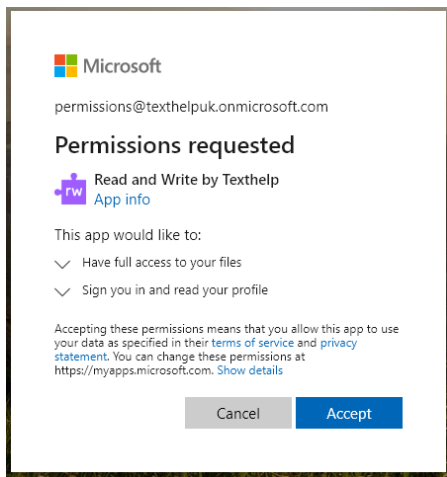 Microsoft
permissions@texthelpuk.onmicrosoft.com
Permissions requested
rw
Read and Write by Texthelp
App info
This app would like to:
Have full access to your files
Sign you in and read your profile
Accepting these permissions means that you allow this app to use
your data as specified in their terms of service and privacy
statement. You can change these permissions at
https://myapps.microsoft.com. Show details
Cancel
Accept